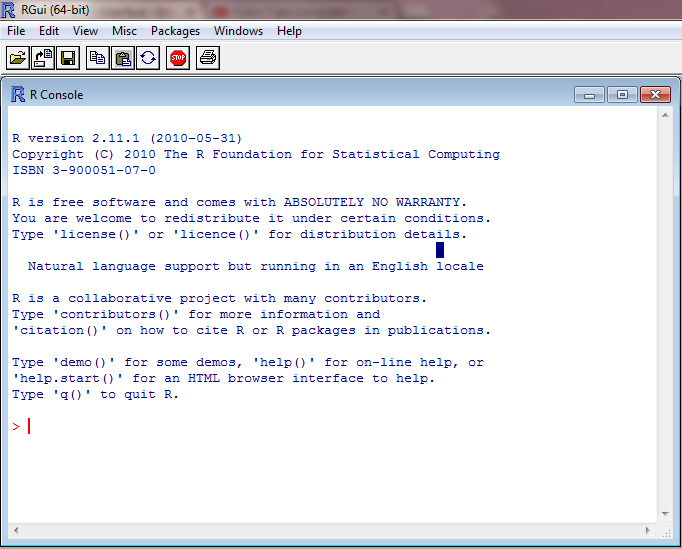 RGui (64-bit)
File Edit View Misc Packages Windows Help
STOP
R Console
R version 2.11.1 (2010-05-31)
Copyright (C) 2010 The R Foundation for Statistical Computing
ISBN 3-900051-07-0
R is free software and comes with ABSOLUTELY NO WARRANTY.
You are welcome to redistribute it under certain conditions.
Type 'license()' or 'licence()' for distribution details.
Natural language support but running in an English locale
R is a collaborative project with many contributors.
Type 'contributors()' for more information and
'citation()' on how to cite R or R packages in publications.
Type 'demo()' for some demos, 'help()' for on-line help, or
'help.start()' for an HTML browser interface to help.
Type 'q()' to quit R.
>